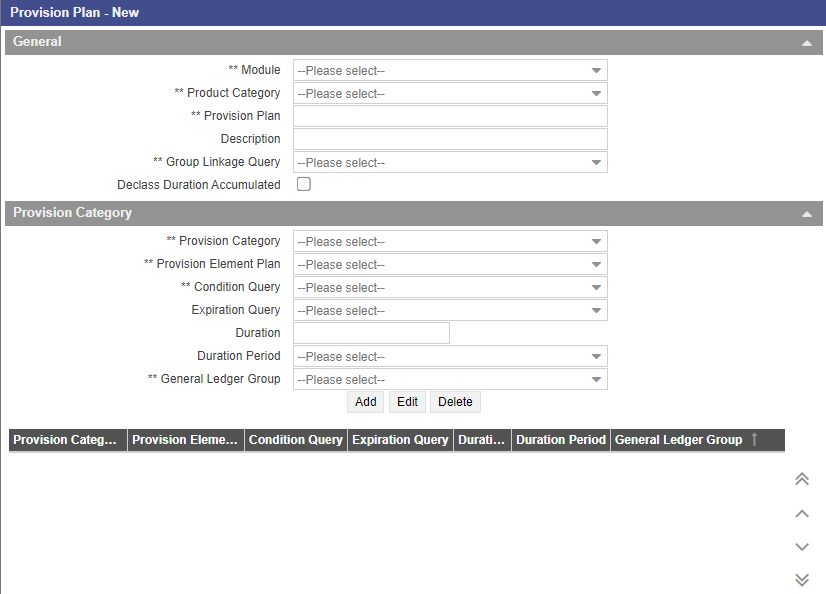 Provision Plan - New
General
** Module --Please select--
** Product Category --Please select--
** Provision Plan
Description
** Group Linkage Query --Please select--
Declass Duration Accumulated
Provision Category
** Provision Category --Please select--
** Provision Element Plan --Please select--
** Condition Query --Please select--
Expiration Query --Please select--
Duration
Duration Period --Please select--
** General Ledger Group --Please select--
Add Edit Delete
Provision Categ... Provision Eleme... Condition Query Expiration Query Durati... Duration Period General Ledger Group ↑